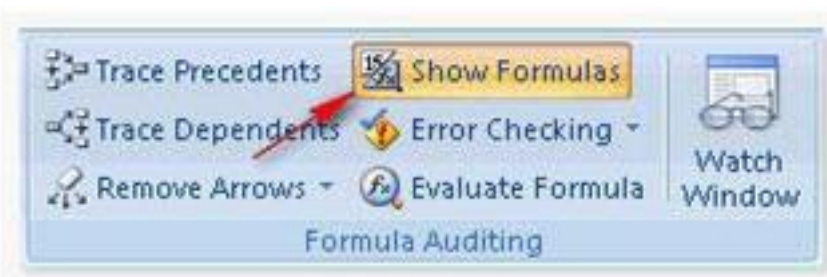 Trace Precedents
Show Formulas
Trace Dependents
Error Checking
Remove Arrows
Evaluate Formula
Watch
Window
Formula Auditing